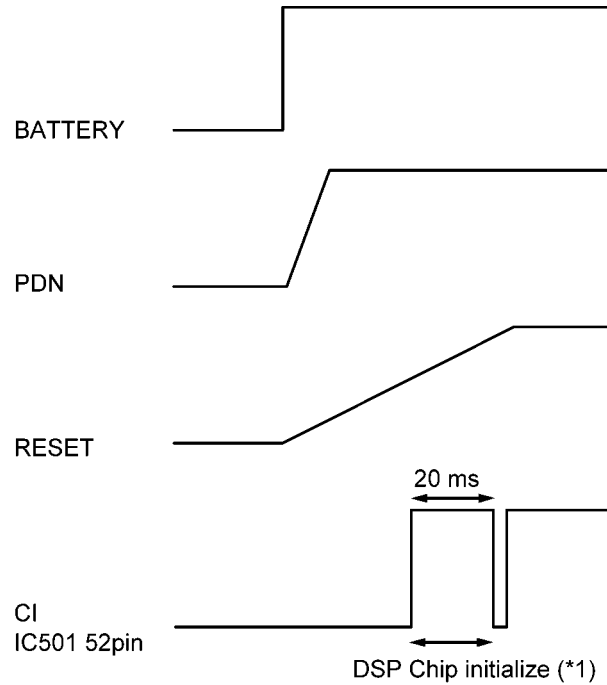 BATTERY
PDN
RESET
20 ms
CI
IC501 52pin
DSP Chip initialize (*1)